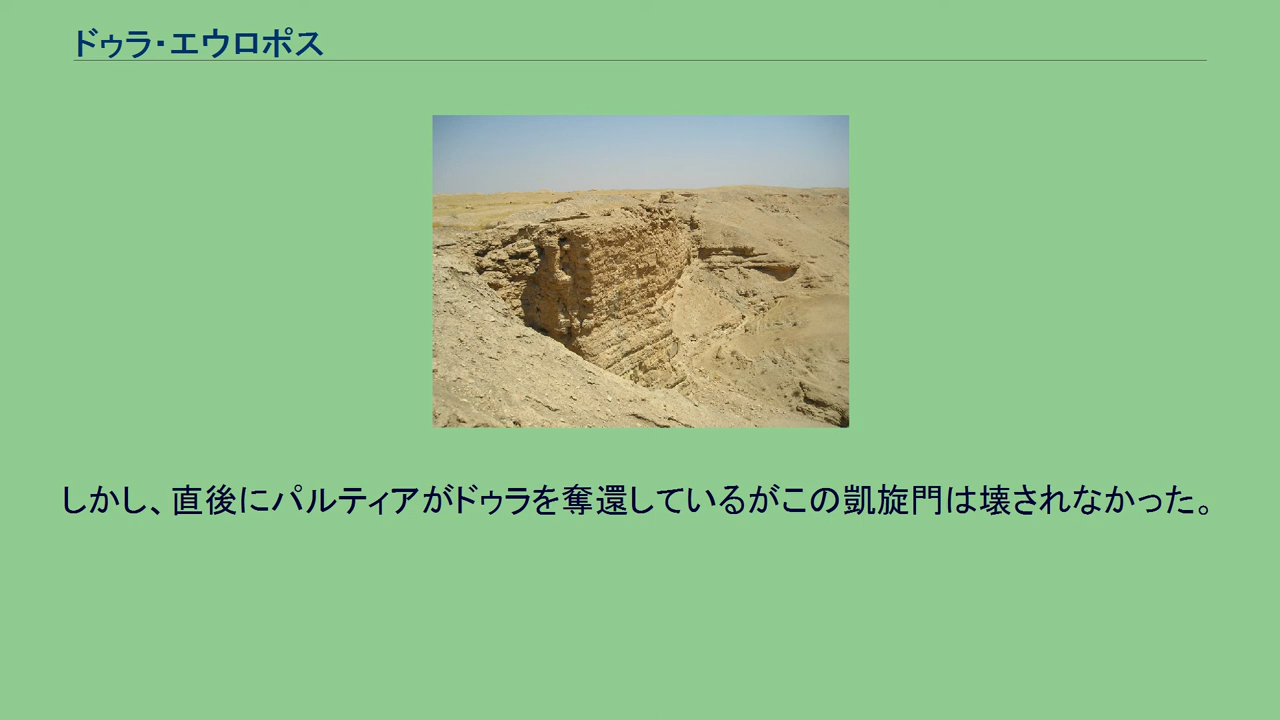 ドゥラ・エウロポス
しかし、直後にパルティアがドゥラを奪還しているがこの凱旋門は壊されなかった。